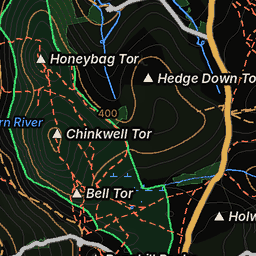 Honeybag Tor
Hedge Down To
400
rn River
Chinkwell Tor
Bell Tor
Holw